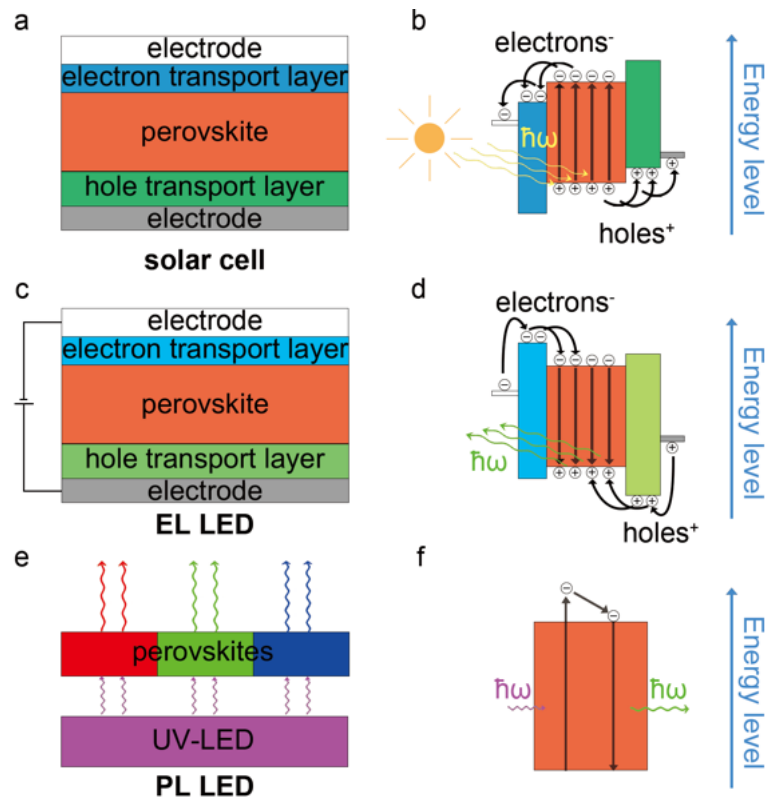 a
electrode
electron transport layer
perovskite
hole transport layer
electrode
solar cell
b
electrons-
ħω
holes+
Energy level
c
electrode
electron transport layer
perovskite
hole transport layer
electrode
EL LED
d
electrons-
ħω
holes+
Energy level
e
perovskites
UV-LED
PL LED
f
ħω
ħω
Energy level